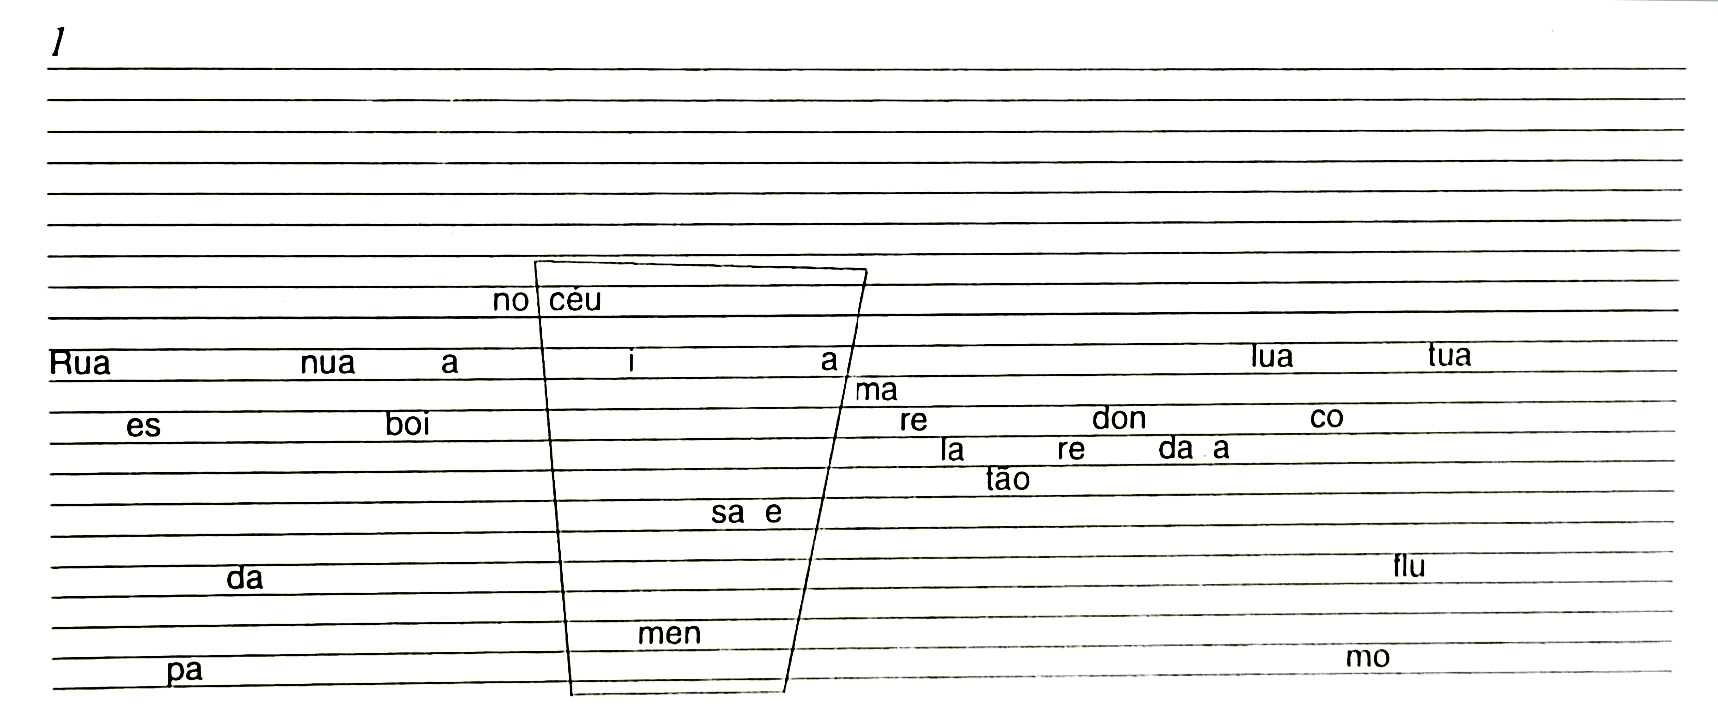 1
no céu
Rua nua a i a lua tua
ma
es boi re don co
la re da a
tão
sa e
da flu
men
pa mo